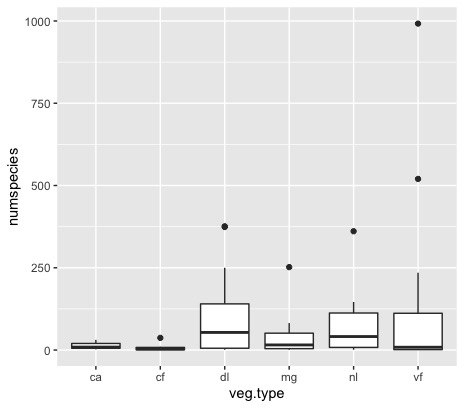 1000
750
500
250
0
numspecies
ca cf dl mg nl vf
veg.type